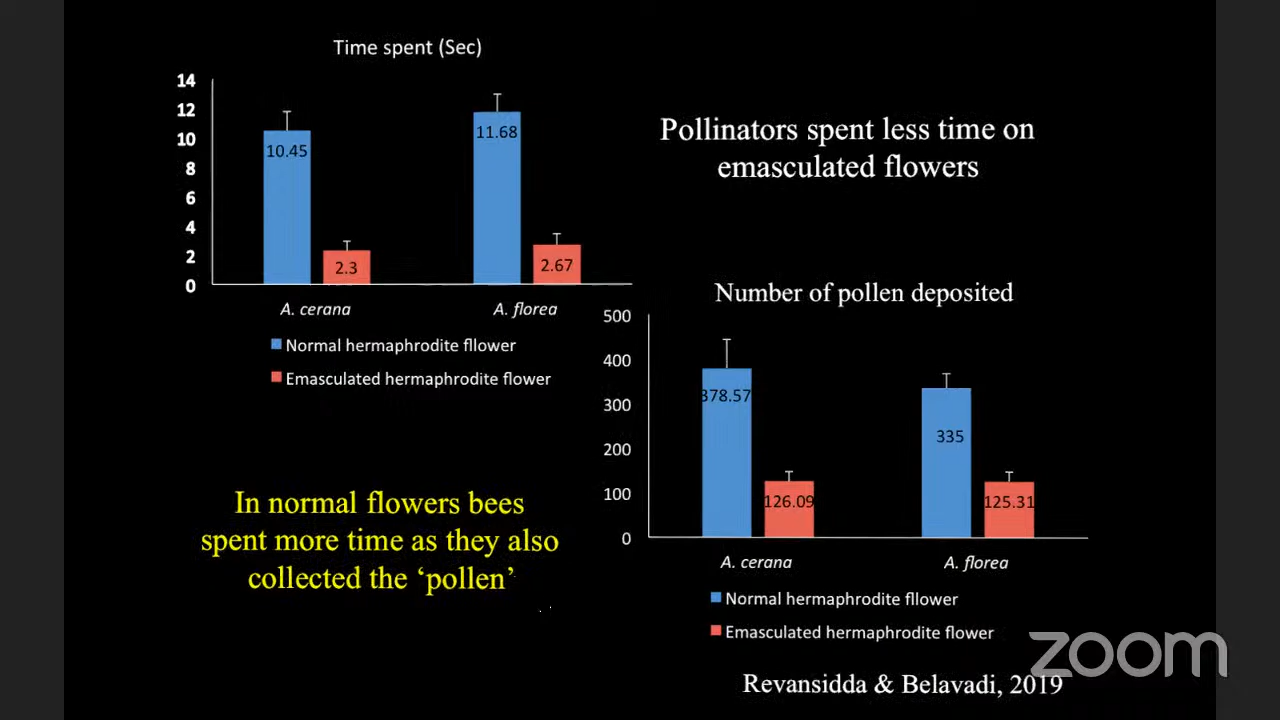 Time spent (Sec)
14
12
10
8
6
4
2
0
10.45
2.3
11.68
2.67
A. cerana
A. florea
Normal hermaphrodite fllower
Emasculated hermaphrodite flower
Pollinators spent less time on
emasculated flowers
Number of pollen deposited
500
400
300
200
100
0
378.57
126.09
335
125.31
A. cerana
A. florea
Normal hermaphrodite fllower
Emasculated hermaphrodite flower
In normal flowers bees
spent more time as they also
collected the ‘pollen’
Revansidda & Belavadi, 2019
zoom